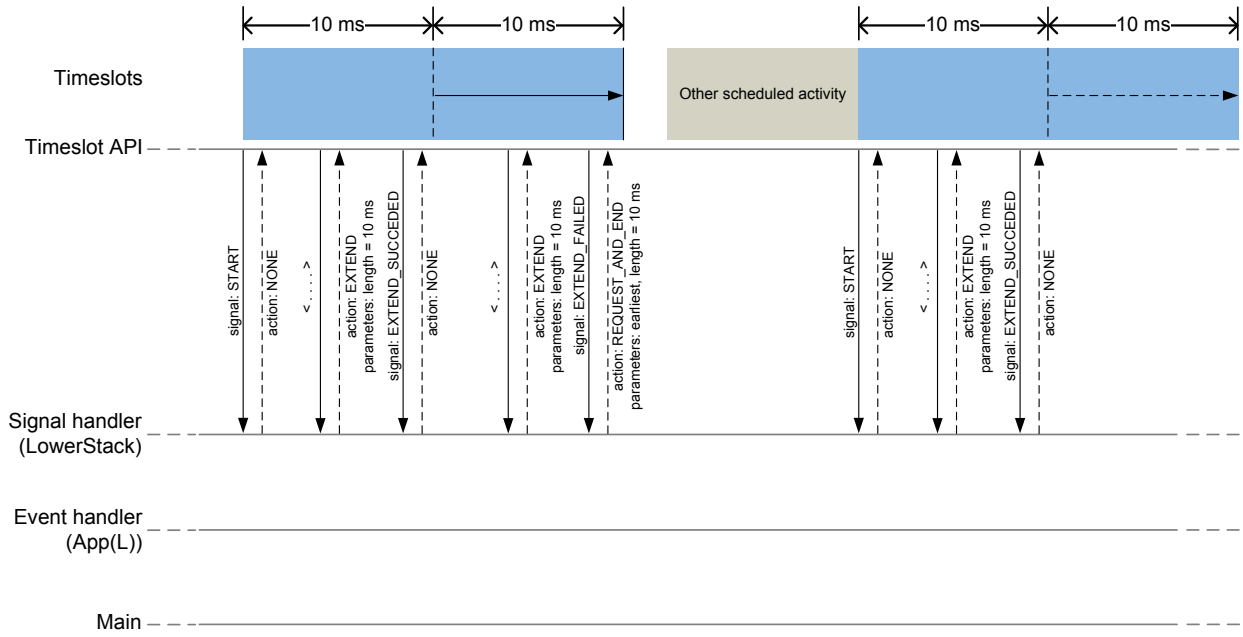 10 ms
10 ms
10 ms
10 ms
Timeslots
Other scheduled activity
Timeslot API
signal: START
action: NONE
<.....>
action: EXTEND
parameters: length = 10 ms
signal: EXTEND_SUCCEDED
action: NONE
<.....>
action: EXTEND
parameters: length = 10 ms
signal: EXTEND_FAILED
action: REQUEST_AND_END
parameters: earliest, length = 10 ms
signal: START
action: NONE
<.....>
action: EXTEND
parameters: length = 10 ms
signal: EXTEND_SUCCEDED
action: NONE
Signal handler
(LowerStack)
Event handler
(App(L))
Main